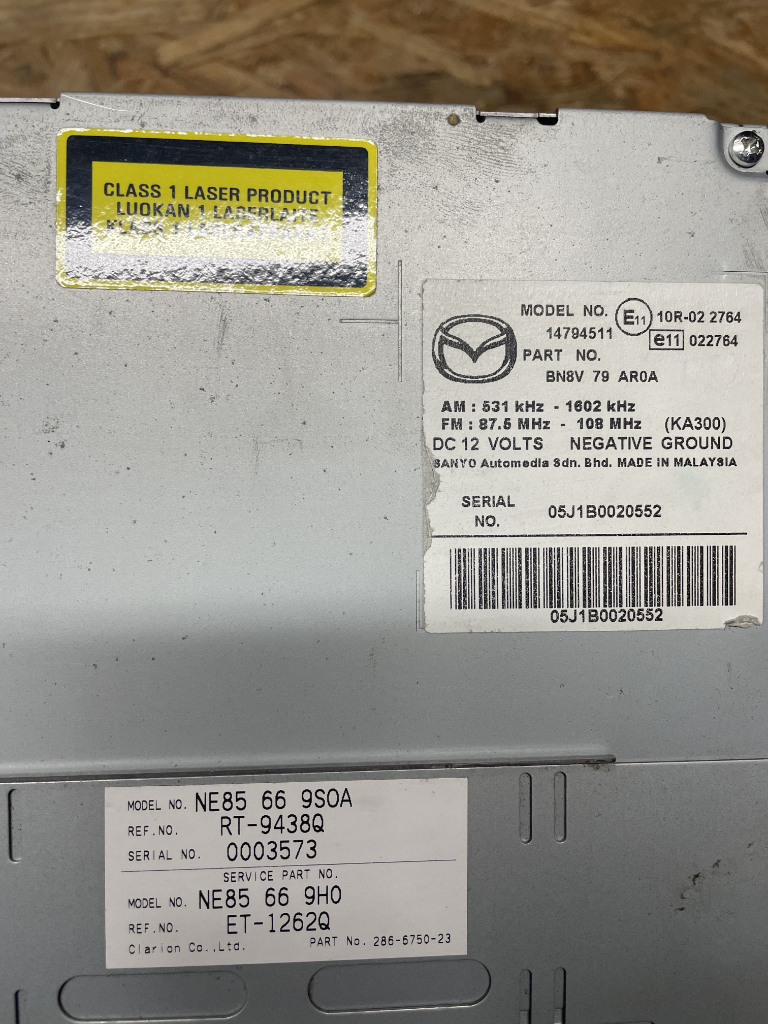 CLASS 1 LASER PRODUCT
LUOKAN 1 LASERLAITE
MODEL NO.
14794511
E11 10R-02 2764
e11 022764
PART NO.
BN8V 79 AR0A
AM : 531 kHz - 1602 kHz
FM : 87.5 MHz - 108 MHz (KA300)
DC 12 VOLTS NEGATIVE GROUND
SANYO Automedia Sdn. Bhd. MADE IN MALAYSIA
SERIAL NO. 05J1B0020552
05J1B0020552
MODEL NO. NE85 66 9S0A
REF.NO. RT-9438Q
SERIAL NO. 0003573
SERVICE PART NO.
MODEL NO. NE85 66 9H0
REF.NO. ET-1262Q
Clarion Co.,Ltd. PART No. 286-6750-23